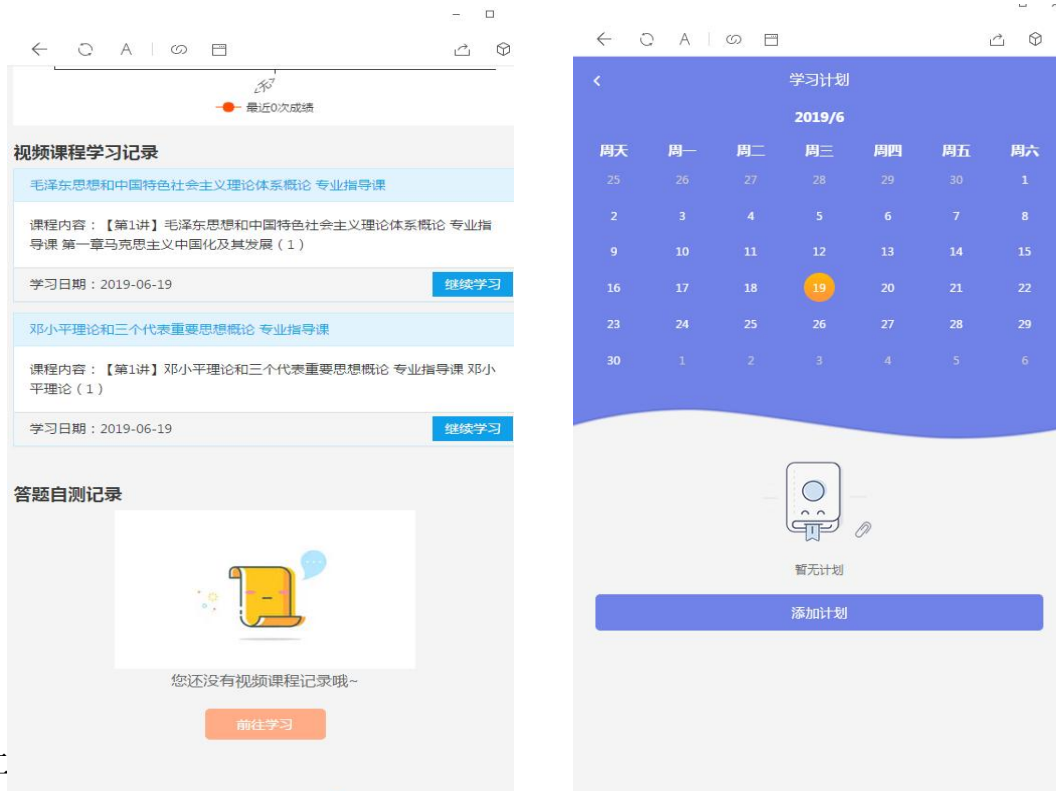 最近0次成绩
视频课程学习记录
毛泽东思想和中国特色社会主义理论体系概论 专业指导课
课程内容：【第1讲】毛泽东思想和中国特色社会主义理论体系概论 专业指
导课 第一章马克思主义中国化及其发展（1）
学习日期：2019-06-19 继续学习
邓小平理论和三个代表重要思想概论 专业指导课
课程内容：【第1讲】邓小平理论和三个代表重要思想概论 专业指导课 邓小
平理论（1）
学习日期：2019-06-19 继续学习
答题自测记录
您还没有视频课程记录哦~
前往学习
学习计划
2019/6
周天 周一 周二 周三 周四 周五 周六
25 26 27 28 29 30 1
2 3 4 5 6 7 8
9 10 11 12 13 14 15
16 17 18 19 20 21 22
23 24 25 26 27 28 29
30 1 2 3 4 5 6
暂无计划
添加计划